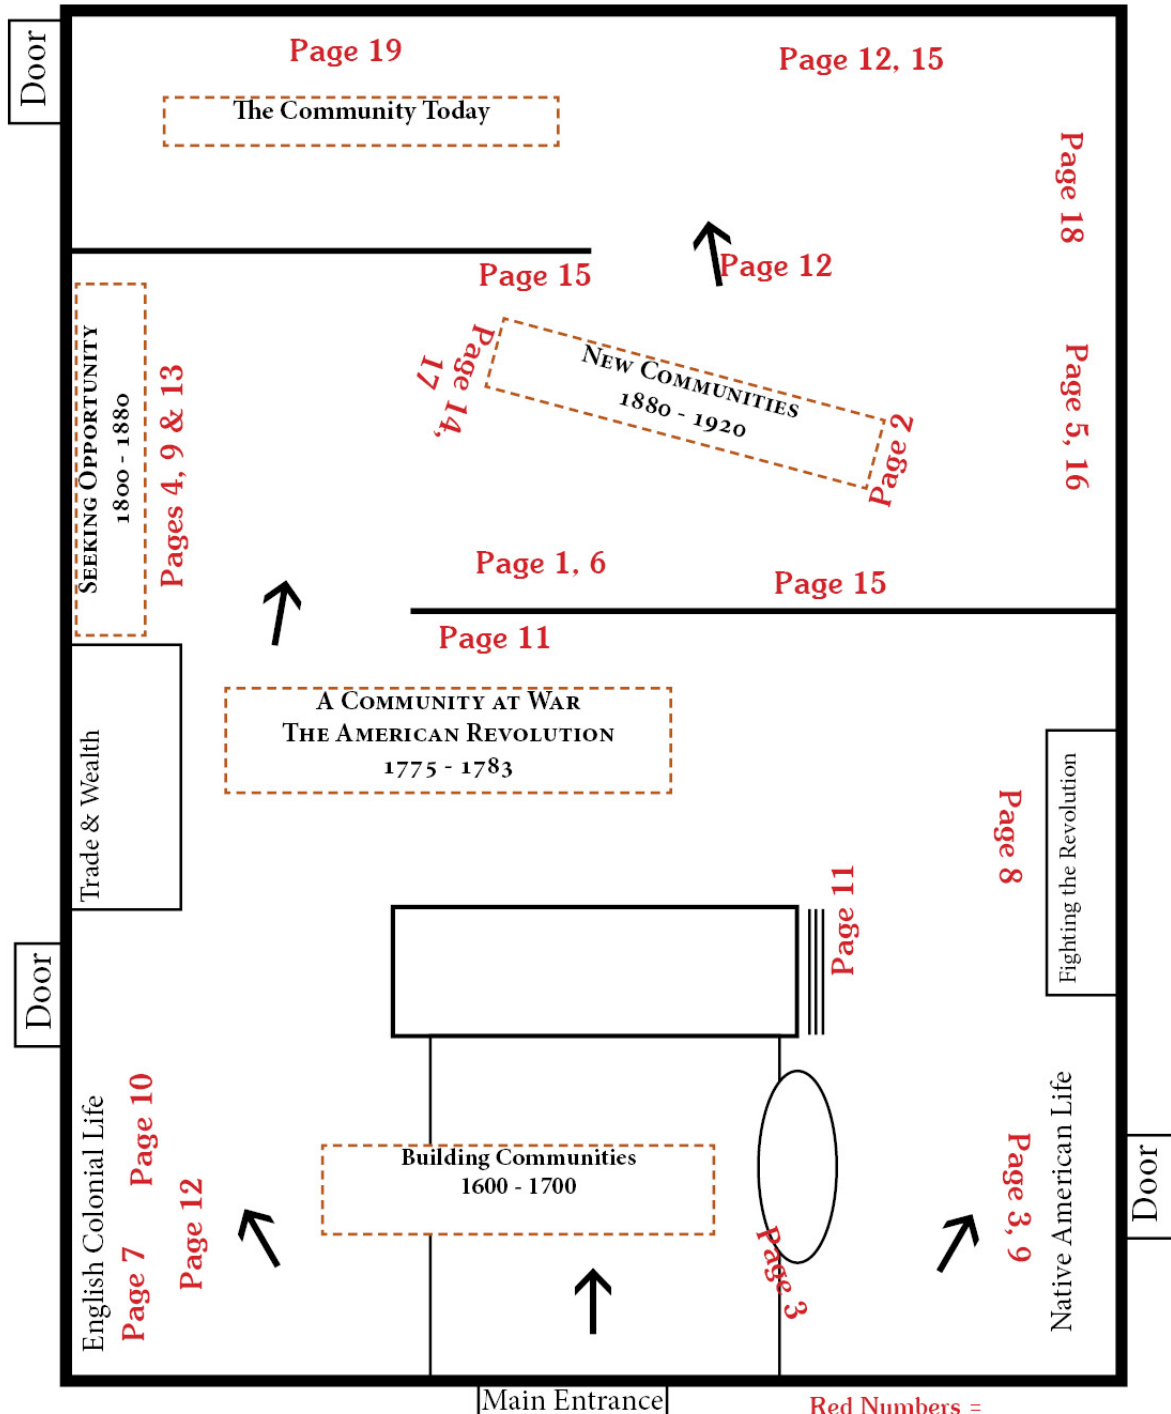 Door
Page 19
Page 12, 15
The Community Today
Page 18
Page 15
Page 12
Seeking Opportunity
1800 - 1880
Pages 4, 9 & 13
Page 14,
17
New Communities
1880 - 1920
Page 2
Page 5, 16
Page 1, 6
Page 15
Page 11
A Community at War
The American Revolution
1775 - 1783
Trade & Wealth
Page 8
Fighting the Revolution
Page 11
Door
English Colonial Life
Page 10
Page 12
Page 7
Building Communities
1600 - 1700
Page 3
Page 3, 9
Native American Life
Door
Main Entrance
Red Numbers =